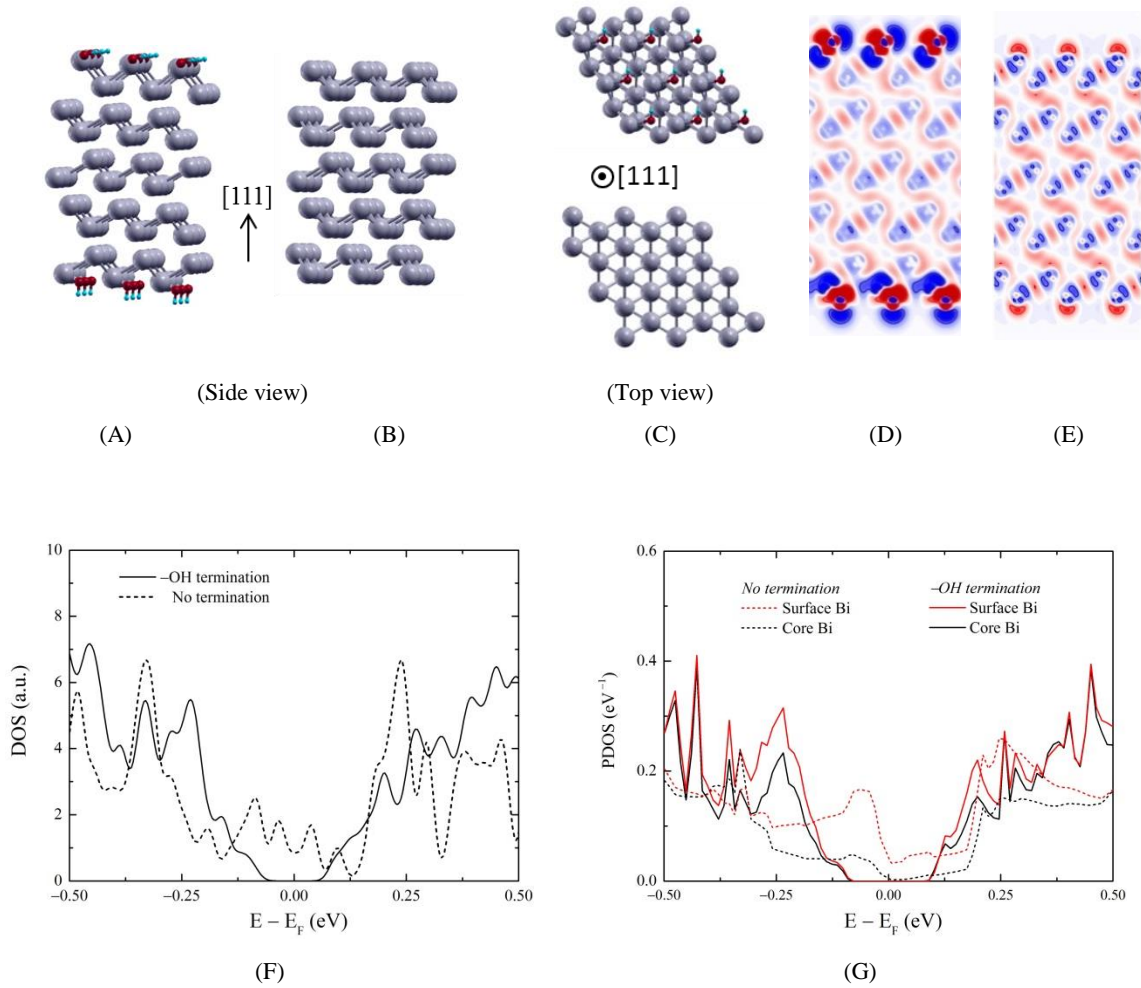 [111]
⊙[111]
(Side view)
(Top view)
(A)
(B)
(C)
(D)
(E)
10
8
6
4
2
0
DOS (a.u.)
–OH termination
No termination
−0.50
−0.25
0.00
0.25
0.50
E − E_F (eV)
(F)
0.6
0.4
0.2
0.0
PDOS (eV⁻¹)
No termination
–OH termination
Surface Bi
Surface Bi
Core Bi
Core Bi
−0.50
−0.25
0.00
0.25
0.50
E − E_F (eV)
(G)